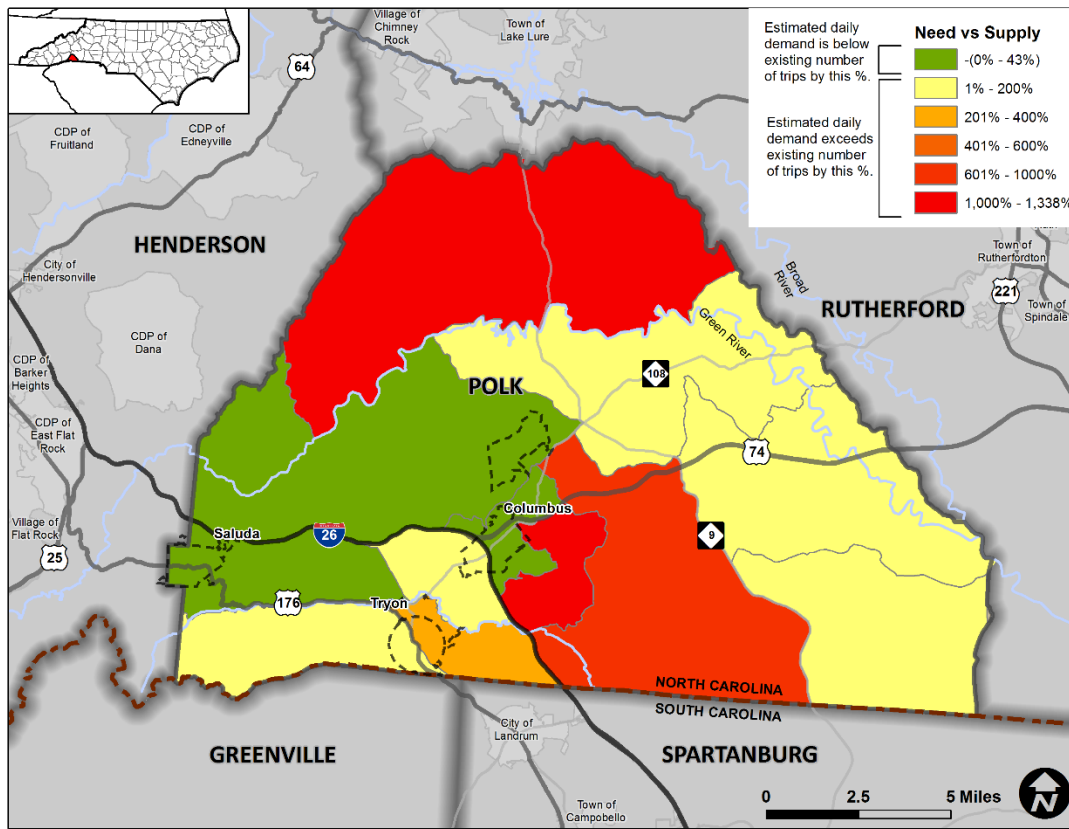 Village of
Chimney
Rock
Town of
Lake Lure
64
CDP of
Fruitland
CDP of
Edneyville
Estimated daily
demand is below
existing number
of trips by this %.
Estimated daily
demand exceeds
existing number
of trips by this %.
Need vs Supply
-(0% - 43%)
1% - 200%
201% - 400%
401% - 600%
601% - 1000%
1,000% - 1,338%
HENDERSON
City of
Hendersonville
CDP of
Dana
CDP of
Barker
Heights
CDP of
East Flat
Rock
Village of
Flat Rock
25
Broad
River
Green River
RUTHERFORD
Town of
Rutherfordton
221
Town of
Spindale
POLK
108
74
9
Columbus
Saluda
INTERSTATE
26
176
Tryon
NORTH CAROLINA
SOUTH CAROLINA
GREENVILLE
City of
Landrum
SPARTANBURG
Town of
Campobello
0 2.5 5 Miles
N